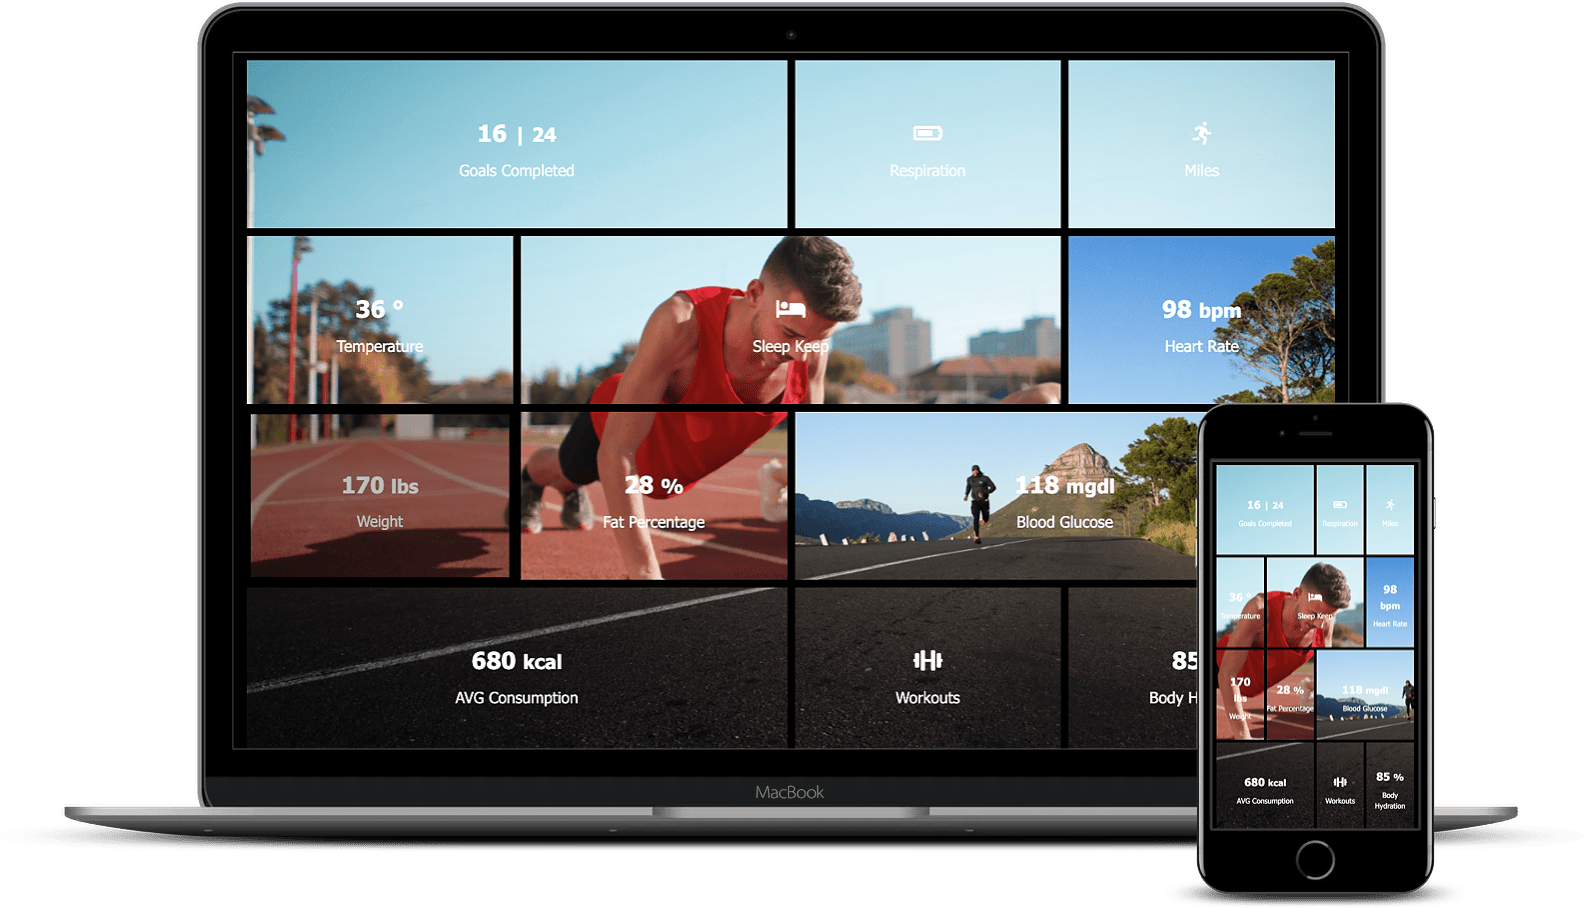 16 | 24
Goals Completed
Respiration
Miles
36 °
Temperature
Sleep Keep
98 bpm
Heart Rate
170 lbs
Weight
28 %
Fat Percentage
118 mgdl
Blood Glucose
680 kcal
AVG Consumption
Workouts
85
Body H
MacBook
16 | 24
Goals Completed
Respiration
Miles
36 °
Temperature
Sleep Keep
98
bpm
Heart Rate
170
lbs
Weight
28 %
Fat Percentage
118 mgdl
Blood Glucose
680 kcal
AVG Consumption
Workouts
85 %
Body
Hydration